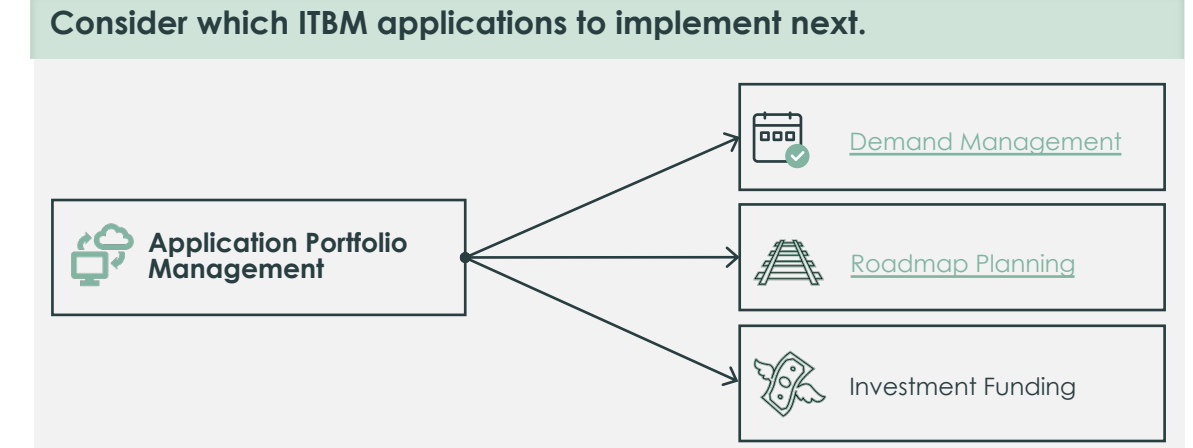 Consider which ITBM applications to implement next.
Application Portfolio
Management
Demand Management
Roadmap Planning
Investment Funding